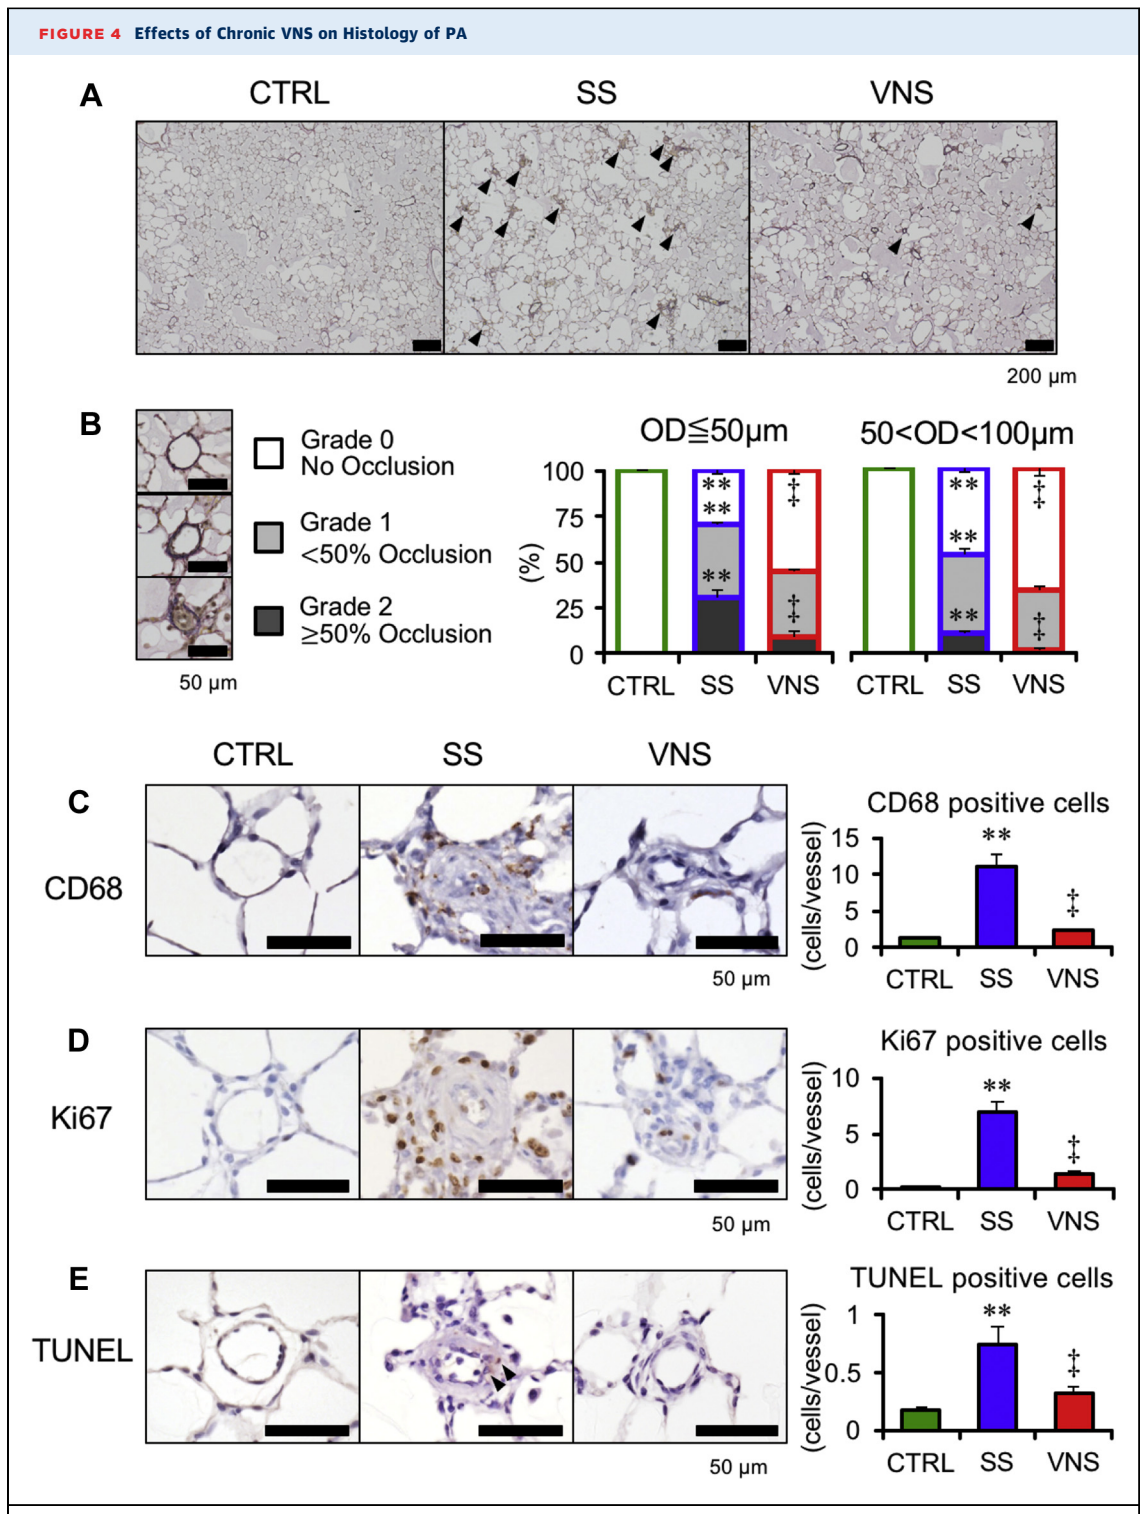 FIGURE 4 Effects of Chronic VNS on Histology of PA
A
CTRL SS VNS
200 µm
B
Grade 0
No Occlusion
Grade 1
<50% Occlusion
Grade 2
≥50% Occlusion
50 µm
OD≦50µm
50<OD<100µm
(%)
100
75
50
25
0
** ** **
‡ ‡ ‡ ‡
CTRL SS VNS
** ** **
‡ ‡ ‡ ‡
CTRL SS VNS
CTRL SS VNS
C
CD68
50 µm
CD68 positive cells
(cells/vessel)
15
10
5
0
**
‡ ‡
CTRL SS VNS
D
Ki67
50 µm
Ki67 positive cells
(cells/vessel)
10
5
0
**
‡ ‡
CTRL SS VNS
E
TUNEL
50 µm
TUNEL positive cells
(cells/vessel)
1
0.5
0
**
‡ ‡
CTRL SS VNS